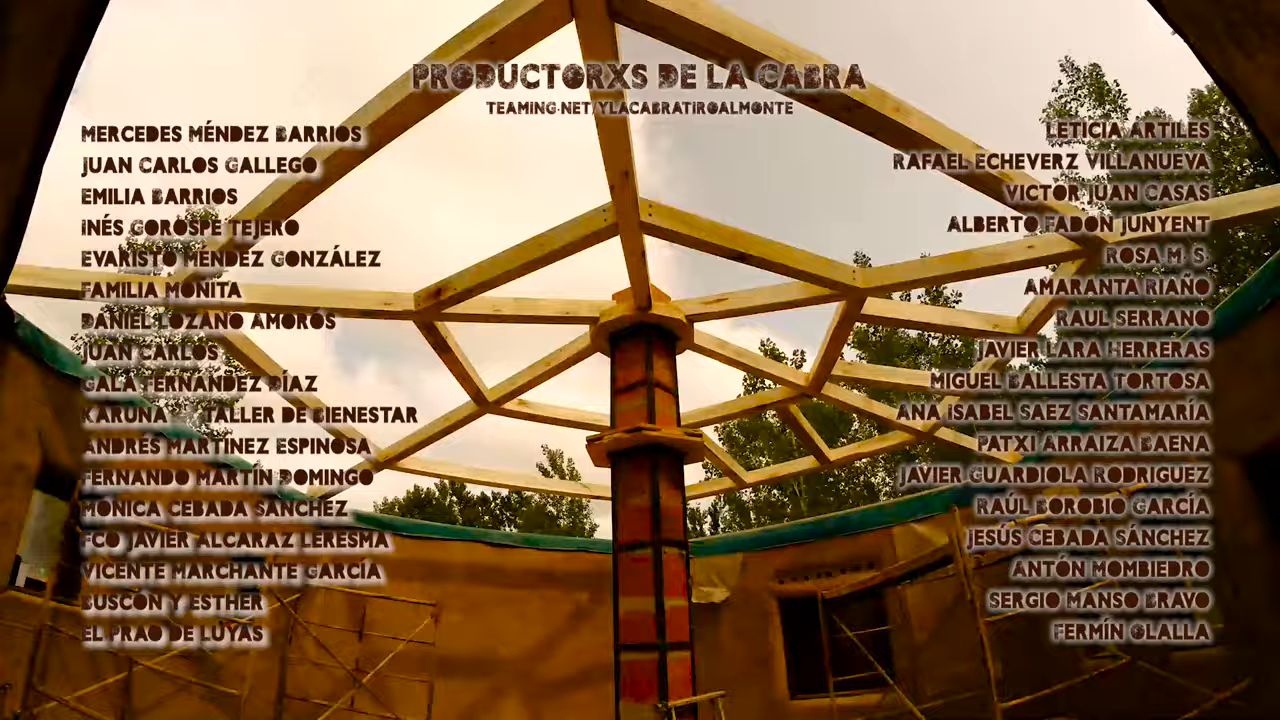 PRODUCTORXS DE LA CABRA
TEAMING.NET/YLACABRATIROALMONTE
MERCEDES MÉNDEZ BARRIOS
JUAN CARLOS GALLEGO
EMILIA BARRIOS
INÉS GOROSPE TEJERO
EVARISTO MÉNDEZ GONZÁLEZ
FAMILIA MOÑITA
DANIEL LOZANO AMORÓS
JUAN CARLOS
GALA FERNÁNDEZ DÍAZ
KARUNA TALLER DE BIENESTAR
ANDRÉS MARTÍNEZ ESPINOSA
FERNANDO MARTÍN DOMINGO
MÓNICA CEBADA SÁNCHEZ
FCO JAVIER ALCARAZ LERESMA
VICENTE MARCHANTE GARCÍA
BUSCÓN Y ESTHER
EL PRAO DE LUYAS
LETICIA ARTILES
RAFAEL ECHEVERZ VILLANUEVA
VICTOR JUAN CASAS
ALBERTO FADÓN JUNYENT
ROSA M. S.
AMARANTA RIAÑO
RAUL SERRANO
JAVIER LARA HERRERAS
MIGUEL BALLESTA TORTOSA
ANA ISABEL SAEZ SANTAMARÍA
PATXI ARRAIZA BAENA
JAVIER GUARDIOLA RODRIGUEZ
RAÚL BOROBIO GARCÍA
JESÚS CEBADA SÁNCHEZ
ANTÓN MOMBIEDRO
SERGIO MANSO BRAVO
FERMÍN OLALLA